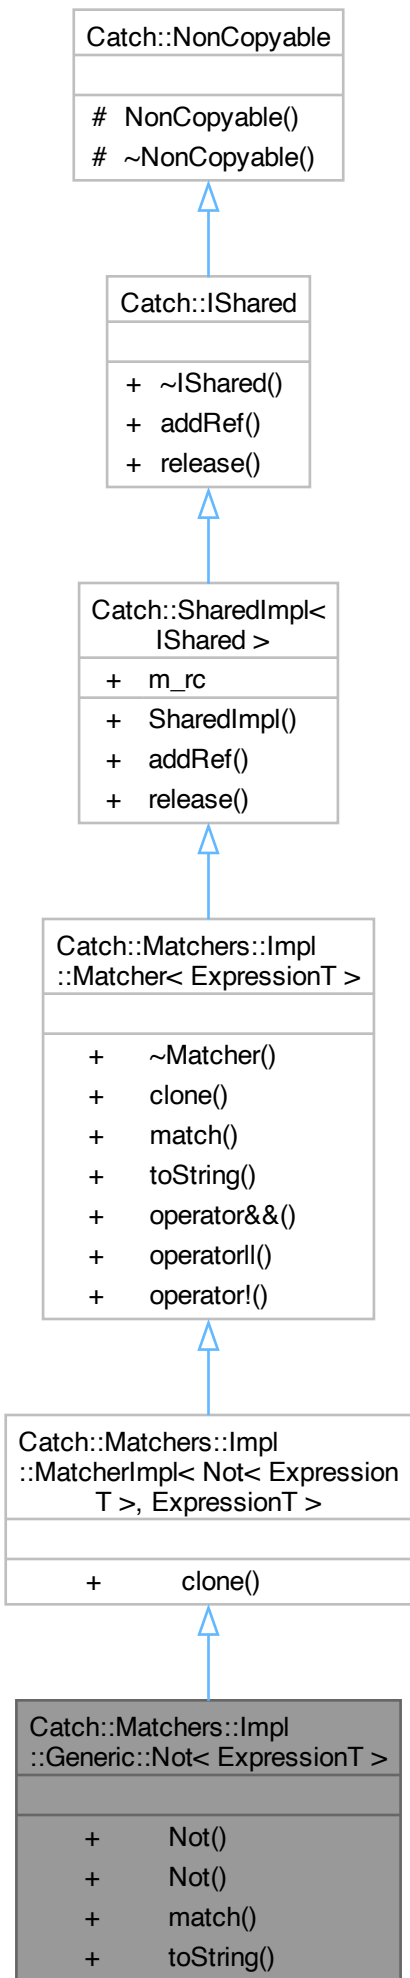 Catch::NonCopyable
# NonCopyable()
# ~NonCopyable()
Catch::IShared
+ ~IShared()
+ addRef()
+ release()
Catch::SharedImpl<
IShared >
+ m_rc
+ SharedImpl()
+ addRef()
+ release()
Catch::Matchers::Impl
::Matcher< ExpressionT >
+ ~Matcher()
+ clone()
+ match()
+ toString()
+ operator&&()
+ operator||()
+ operator!()
Catch::Matchers::Impl
::MatcherImpl< Not< Expression
T >, ExpressionT >
+ clone()
Catch::Matchers::Impl
::Generic::Not< ExpressionT >
+ Not()
+ Not()
+ match()
+ toString()